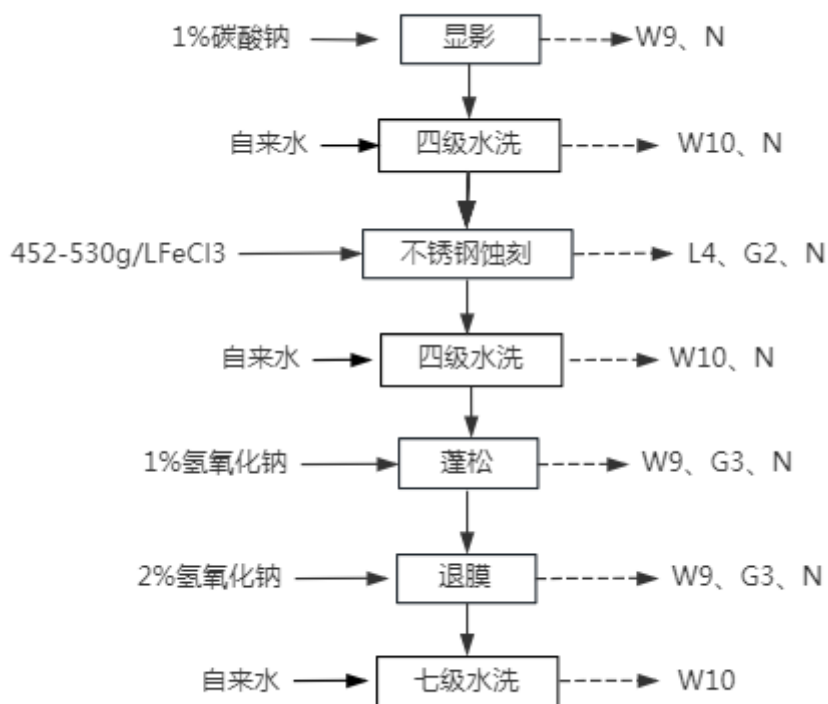 1%碳酸钠 显影 W9、N
自来水 四级水洗 W10、N
452-530g/LFeCl3 不锈钢蚀刻 L4、G2、N
自来水 四级水洗 W10、N
1%氢氧化钠 蓬松 W9、G3、N
2%氢氧化钠 退膜 W9、G3、N
自来水 七级水洗 W10